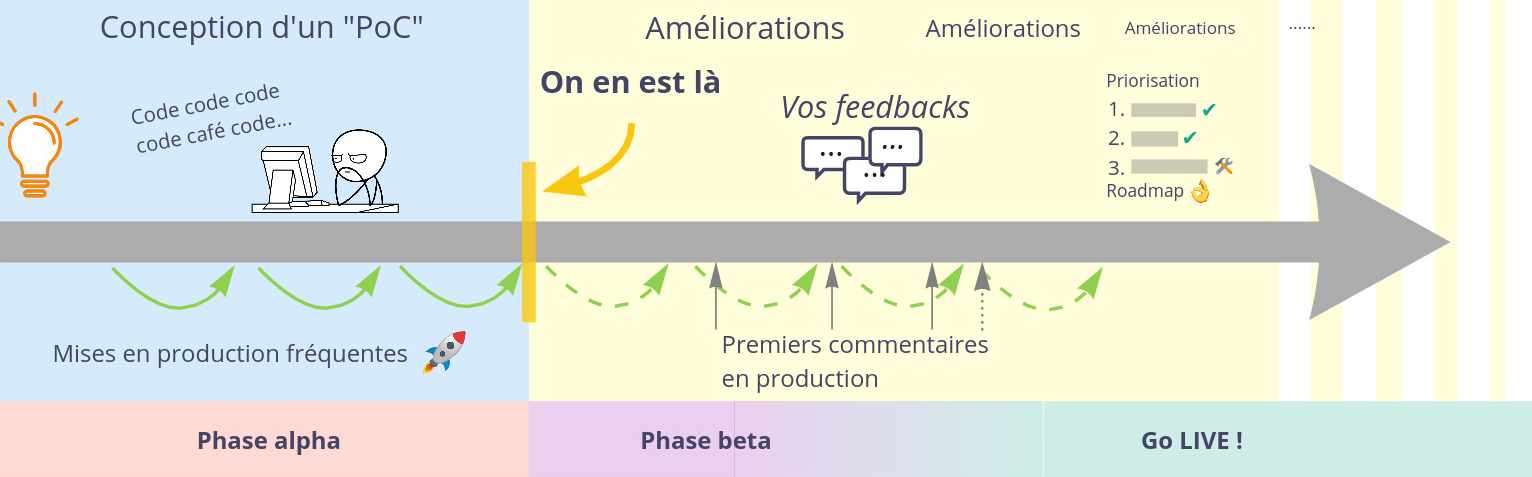 Conception d'un "PoC"
Améliorations
Améliorations
Améliorations
......
On en est là
Code code code
code café code...
Vos feedbacks
...
...
...
Priorisation
1.
2.
3.
Roadmap
Mises en production fréquentes
Premiers commentaires
en production
Phase alpha
Phase beta
Go LIVE !